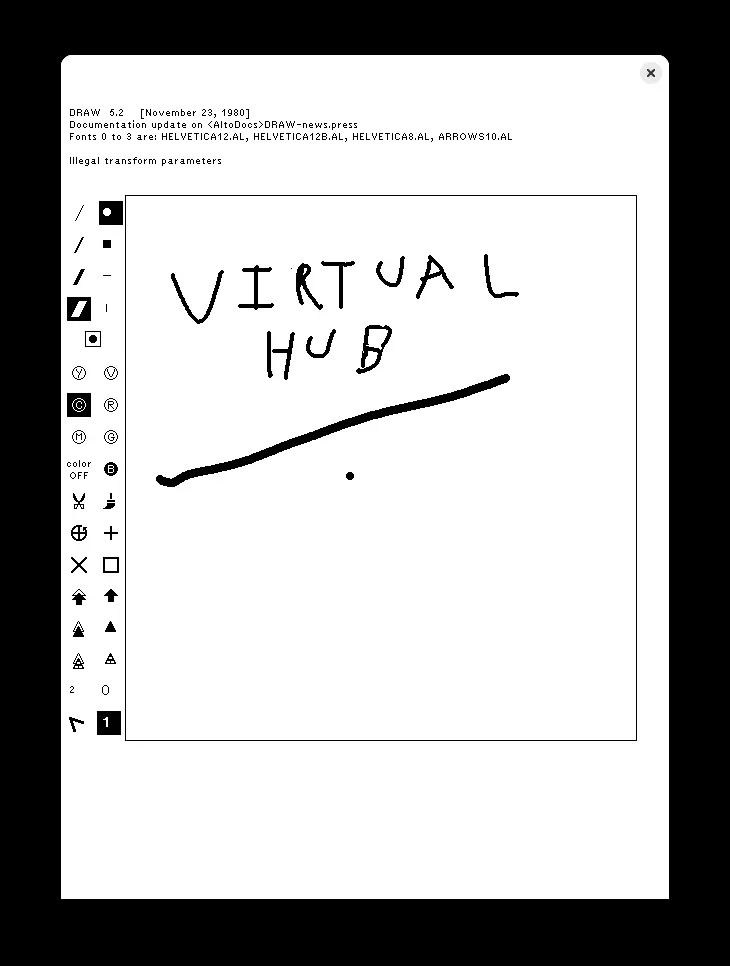 DRAW 5.2 [November 23, 1980]
Documentation update on <AltoDocs>DRAW-news.press
Fonts 0 to 3 are: HELVETICA12.AL, HELVETICA12B.AL, HELVETICA8.AL, ARROWS10.AL
Illegal transform parameters
VIRTUAL
HUB
Y V
C R
M G
color
OFF B
2 0
1